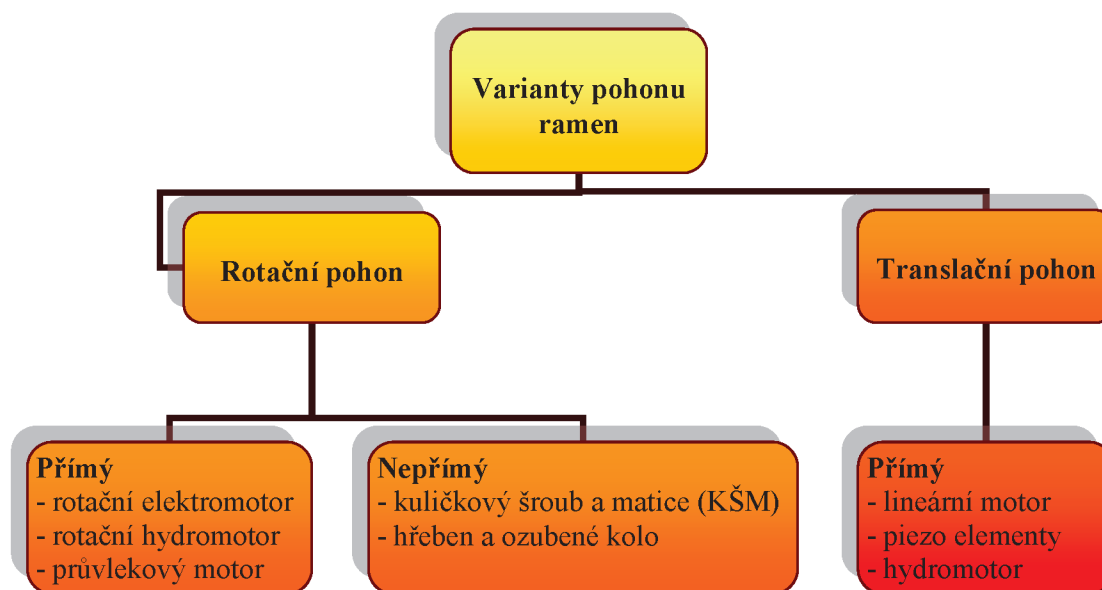 Varianty pohonu
ramen
Rotační pohon
Translační pohon
Přímý
- rotační elektromotor
- rotační hydromotor
- průvlekový motor
Nepřímý
- kuličkový šroub a matice (KŠM)
- hřeben a ozubené kolo
Přímý
- lineární motor
- piezo elementy
- hydromotor